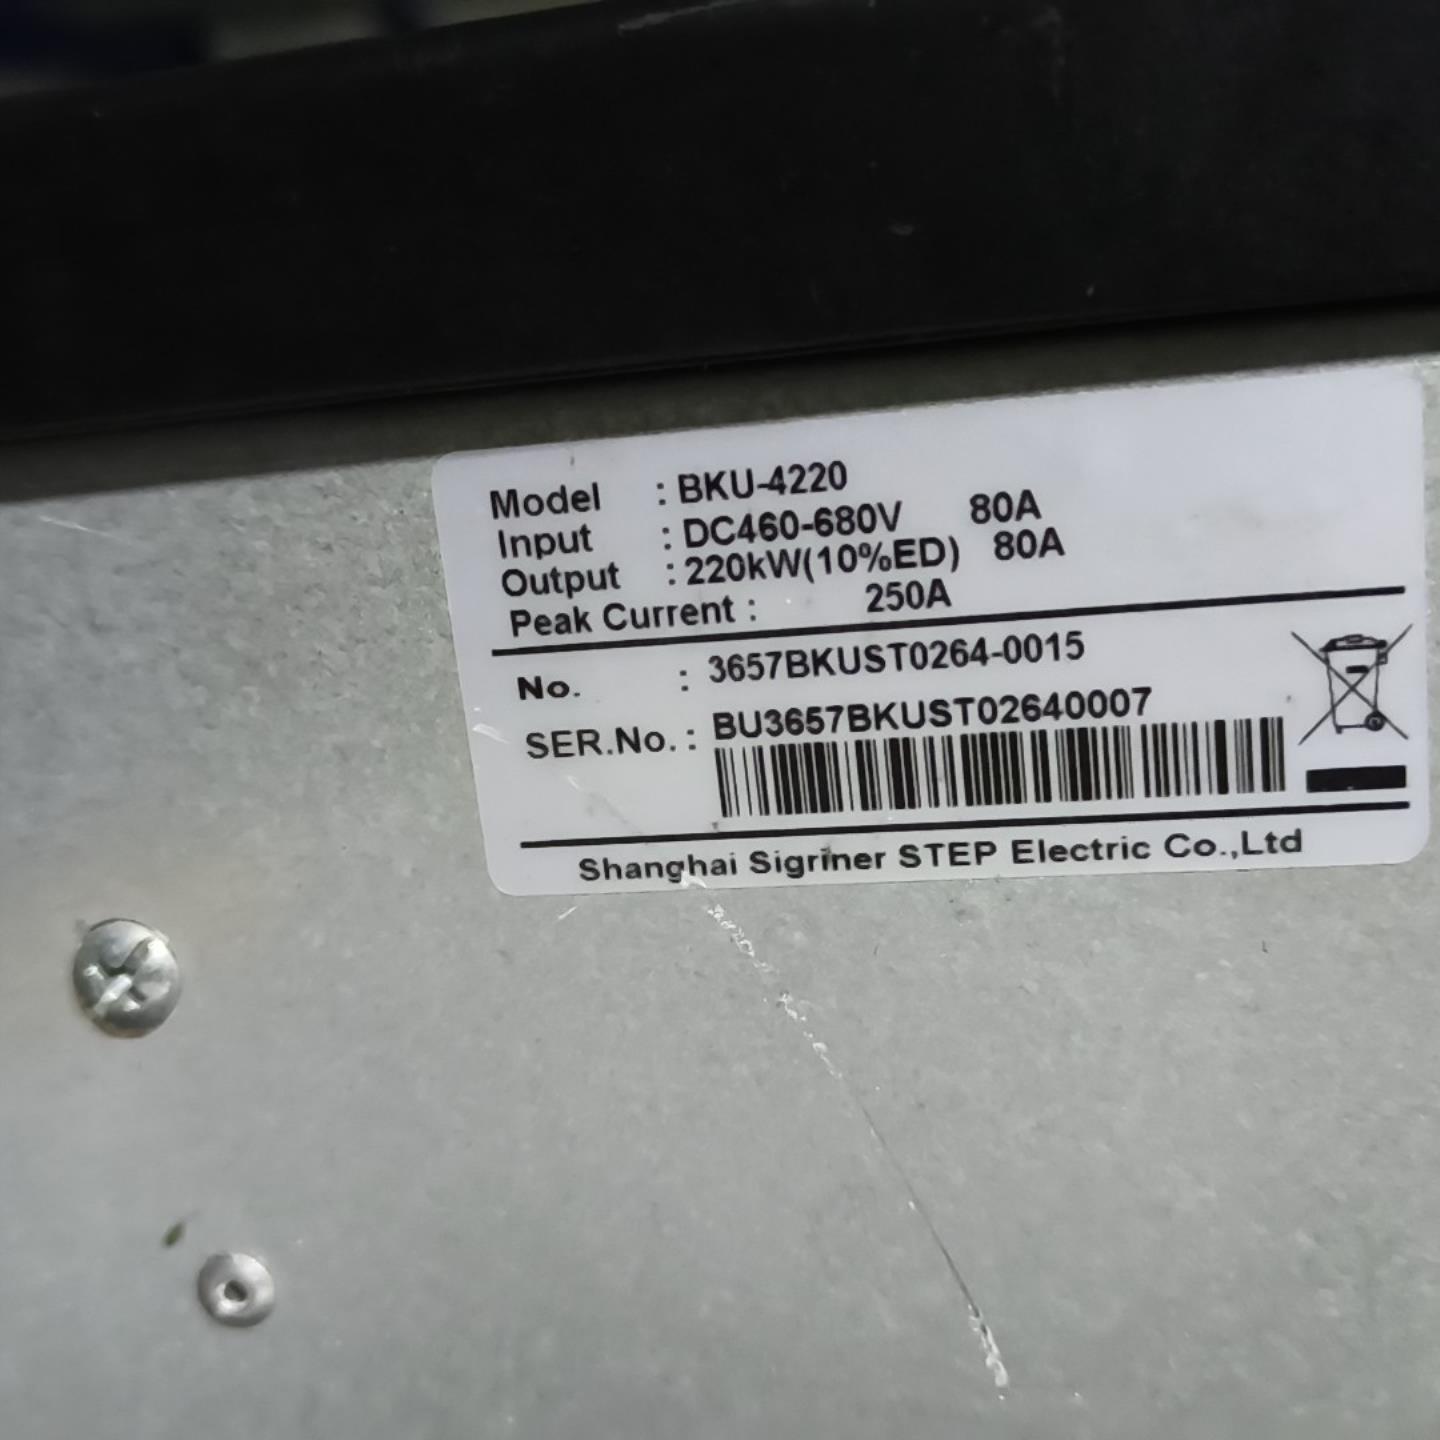 Model : BKU-4220
Input : DC460-680V 80A
Output : 220kW(10%ED) 80A
Peak Current : 250A
No. : 3657BKUST0264-0015
SER.No. : BU3657BKUST02640007
Shanghai Sigriner STEP Electric Co.,Ltd